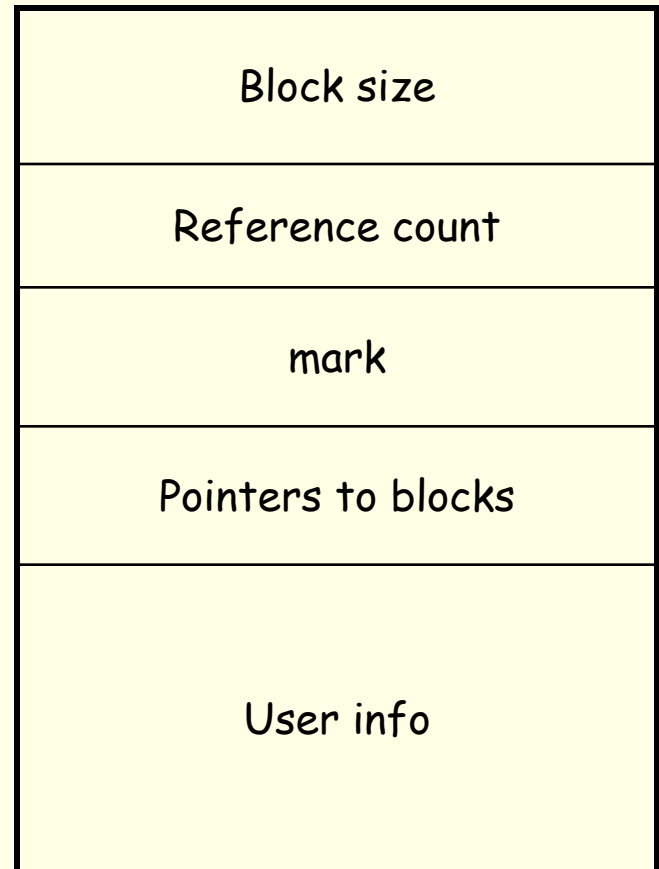 Block size
Reference count
mark
Pointers to blocks
User info